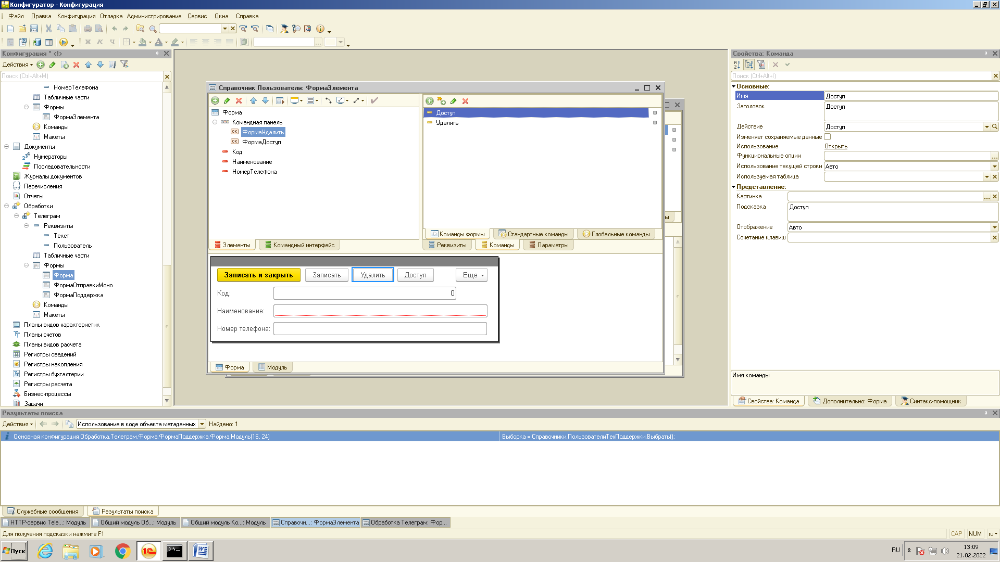 Конфигуратор - Конфигурация
Файл Правка Конфигурация Отладка Администрирование Сервис Окна Справка
Конфигурация * <!>
Действия
Поиск (Ctrl+Alt+M)
НомерТелефона
Табличные части
Формы
ФормаЭлемента
Команды
Макеты
Документы
Нумераторы
Последовательности
Журналы документов
Перечисления
Отчеты
Обработки
Телеграм
Реквизиты
Текст
Пользователь
Табличные части
Формы
Форма
ФормаОтправкиМоно
ФормаПоддержка
Команды
Макеты
Планы видов характеристик
Планы счетов
Планы видов расчета
Регистры сведений
Регистры накопления
Регистры бухгалтерии
Регистры расчета
Бизнес-процессы
Задачи
Справочник Пользователи: ФормаЭлемента
Форма
Командная панель
ФормаУдалить
ФормаДоступ
Код
Наименование
НомерТелефона
Элементы Командный интерфейс
Доступ
Удалить
Команды формы Стандартные команды Глобальные команды
Реквизиты Команды Параметры
ы
Записать и закрыть Записать Удалить Доступ Еще
Код: 0
Наименование:
Номер телефона:
Форма Модуль
Свойства: Команда
Поиск (Ctrl+Alt+I)
Основные:
Имя Доступ
Заголовок Доступ
Действие Доступ
Изменяет сохраняемые данные
Использование Открыть
Функциональные опции
Использование текущей строки Авто
Используемая таблица
Представление:
Картинка
Подсказка Доступ
Отображение Авто
Сочетание клавиш
Имя команды
Свойства: Команда Дополнительно: Форма Синтакс-помощник
Результаты поиска
Действия Использование в коде объекта метаданных Найдено: 1
Основная конфигурация Обработка.Телеграм.Форма.ФормаПоддержка.Форма.Модуль(16, 24) Выборка = Справочники.ПользователиТехПоддержки.Выбрать();
Служебные сообщения Результаты поиска
HTTP-сервис Tele...: Модуль Общий модуль Об...: Модуль Общий модуль Ко...: Модуль Справочн...: ФормаЭлемента Обработка Телеграм: Фор...
Для получения подсказки нажмите F1 CAP NUM ru
Пуск RU 13:09
21.02.2022